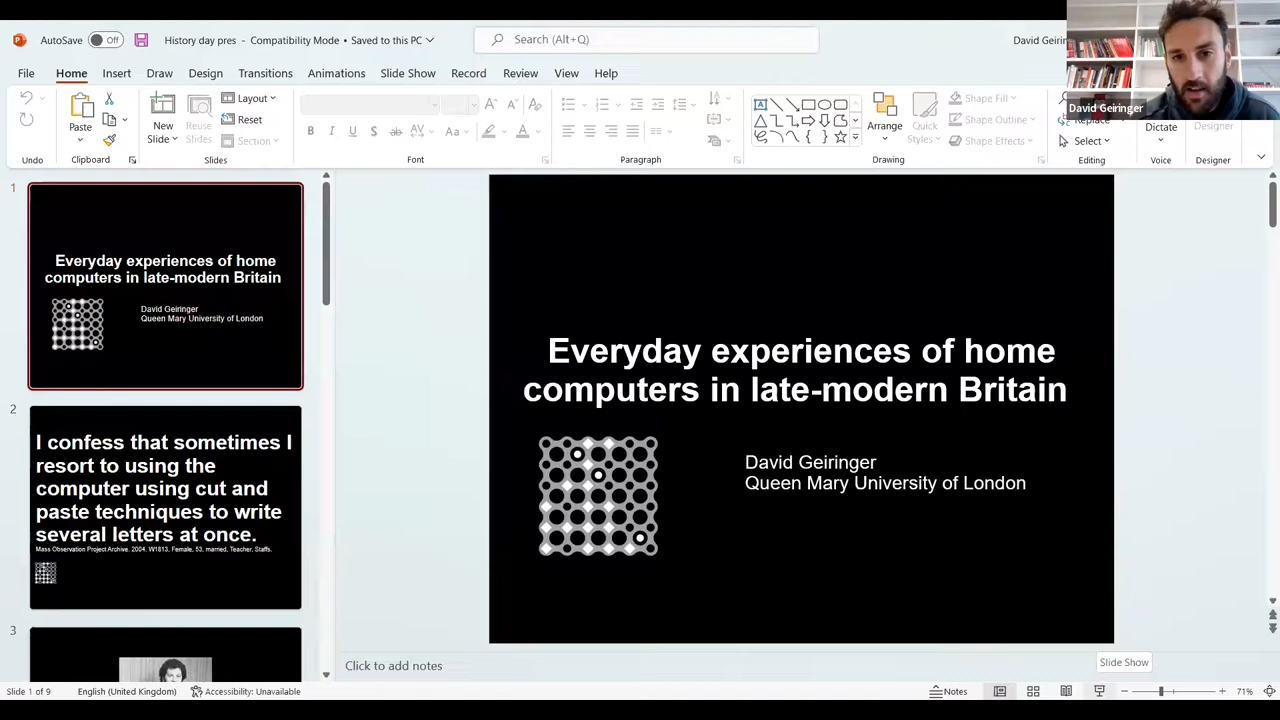 AutoSave
Off
History day pres - Compatibility Mode • Saved to this PC
Search (Alt+Q)
David Geirin
File
Home
Insert
Draw
Design
Transitions
Animations
Slide Show
Record
Review
View
Help
David Geiringer
Paste
New
Slide
Reuse
Slides
Layout
Reset
Section
Arrange
Quick
Styles
Shape Fill
Shape Outline
Shape Effects
Replace
Select
Dictate
Designer
Undo
Clipboard
Slides
Font
Paragraph
Drawing
Editing
Voice
Designer
1
Everyday experiences of home
computers in late-modern Britain
David Geiringer
Queen Mary University of London
2
I confess that sometimes I
resort to using the
computer using cut and
paste techniques to write
several letters at once.
Mass Observation Project Archive. 2004, W1813, Female, 53, married, Teacher, Staffs.
3
Everyday experiences of home
computers in late-modern Britain
David Geiringer
Queen Mary University of London
Click to add notes
Slide Show
Slide 1 of 9
English (United Kingdom)
Accessibility: Unavailable
Notes
71%